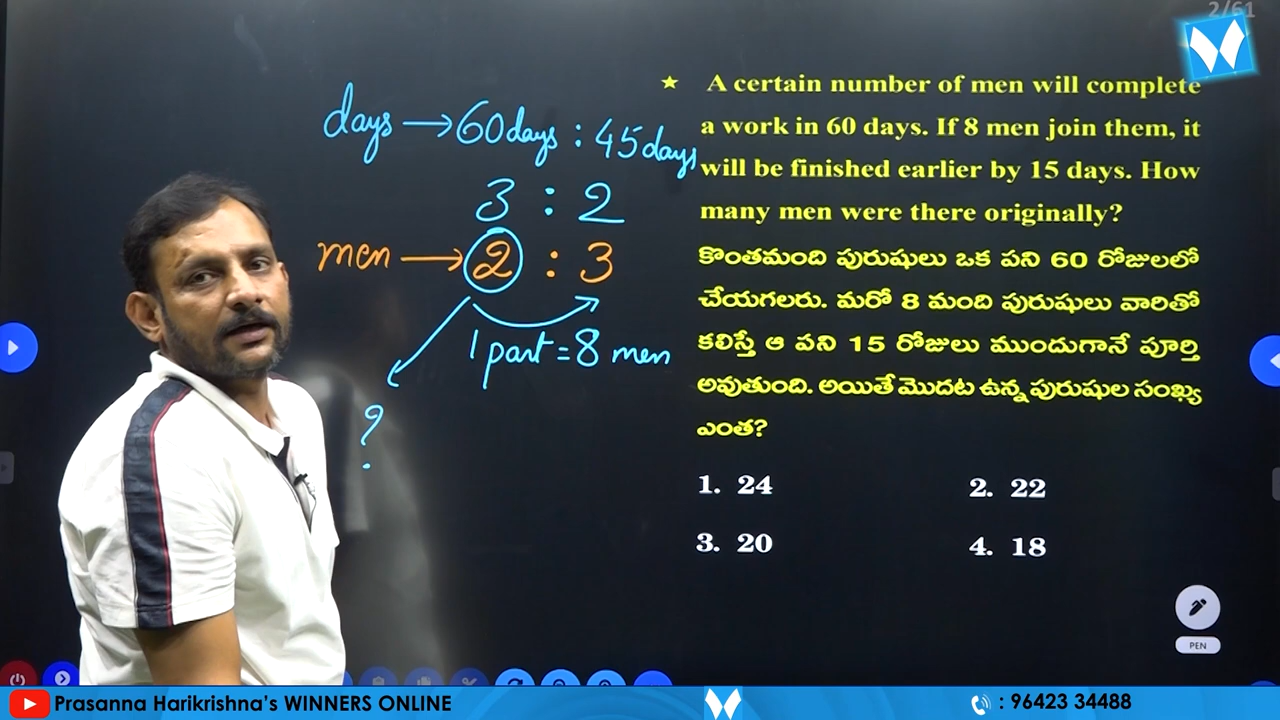 2/61
★ A certain number of men will complete
a work in 60 days. If 8 men join them, it
will be finished earlier by 15 days. How
many men were there originally?
కొంతమంది పురుషులు ఒక పని 60 రోజులలో
చేయగలరు. మరో 8 మంది పురుషులు వారితో
కలిస్తే ఆ పని 15 రోజులు ముందుగానే పూర్తి
అవుతుంది. అయితే మొదట ఉన్న పురుషుల సంఖ్య
ఎంత?
1. 24 2. 22
3. 20 4. 18
days → 60 days : 45 days
3 : 2
men → 2 : 3
1 part = 8 men
?
PEN
Prasanna Harikrishna's WINNERS ONLINE : 96423 34488